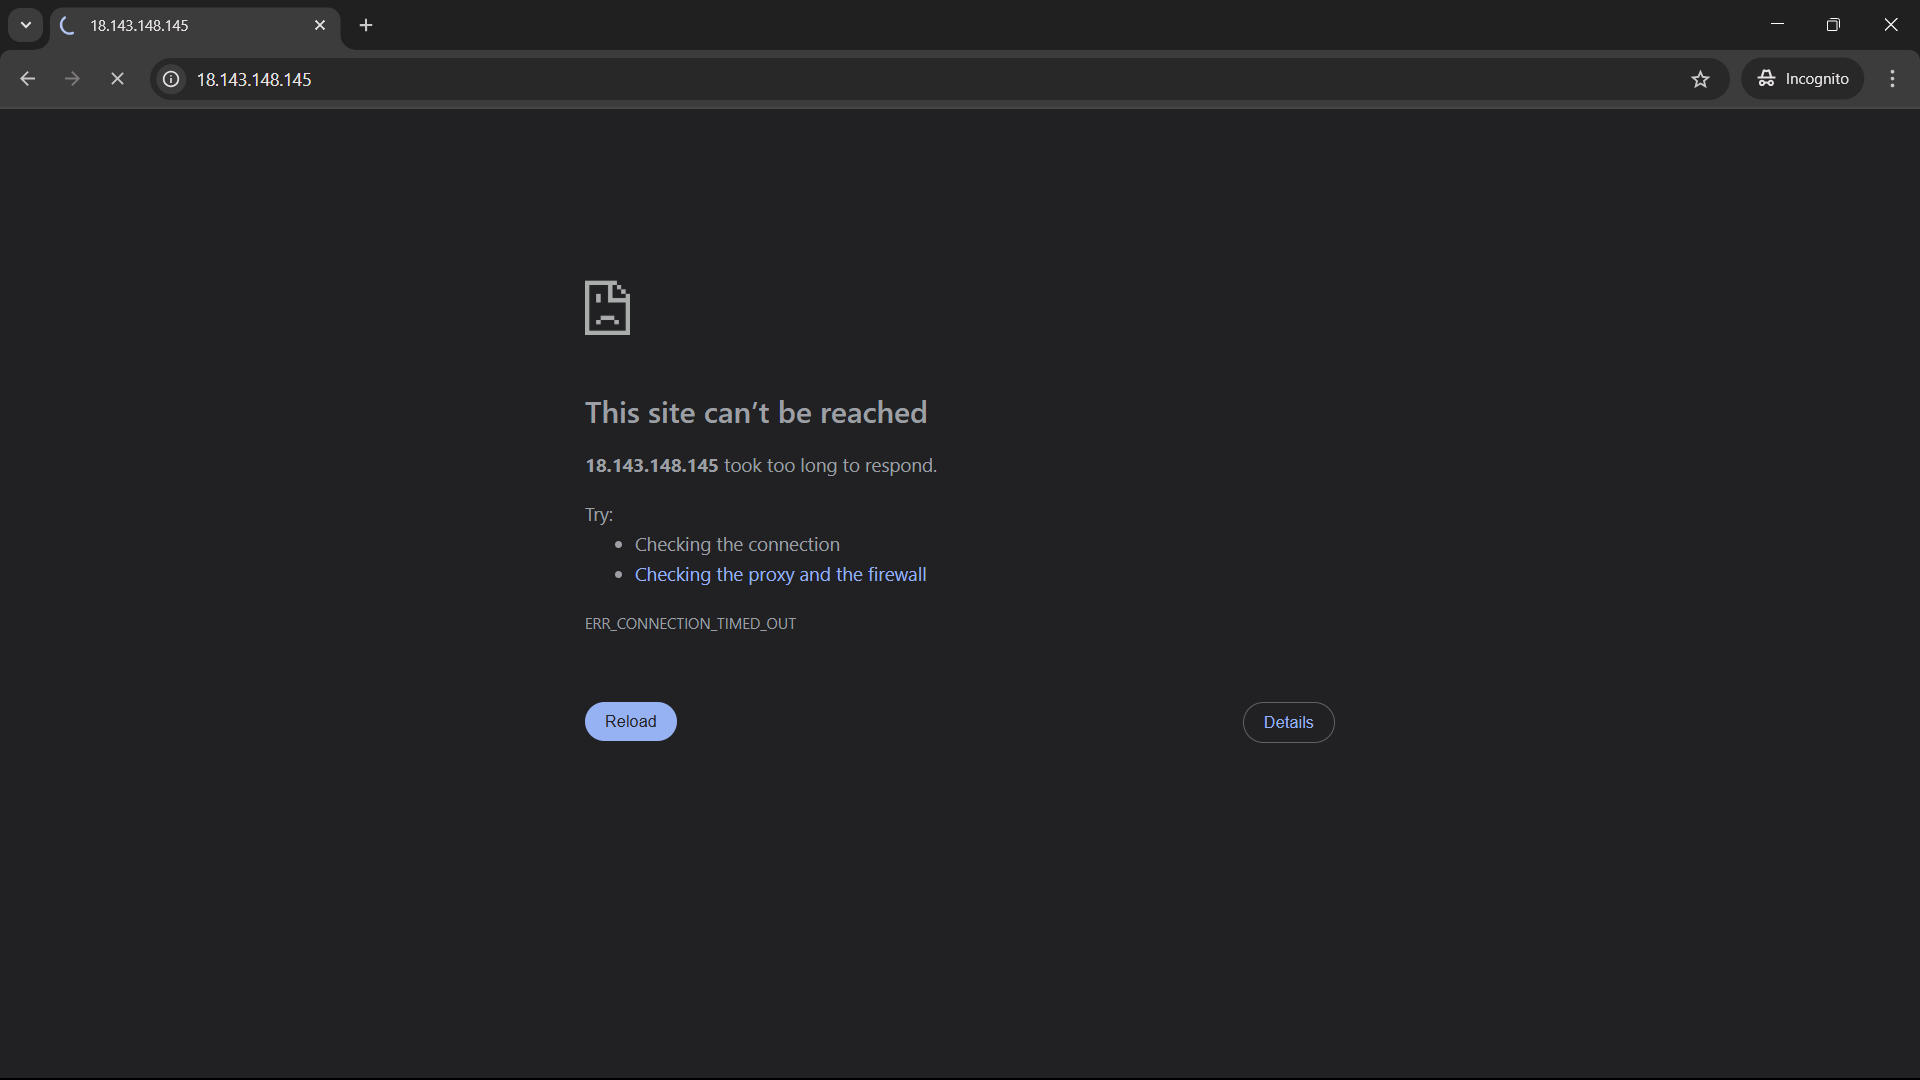 18.143.148.145
18.143.148.145
Incognito
This site can’t be reached
18.143.148.145 took too long to respond.
Try:
• Checking the connection
• Checking the proxy and the firewall
ERR_CONNECTION_TIMED_OUT
Reload
Details